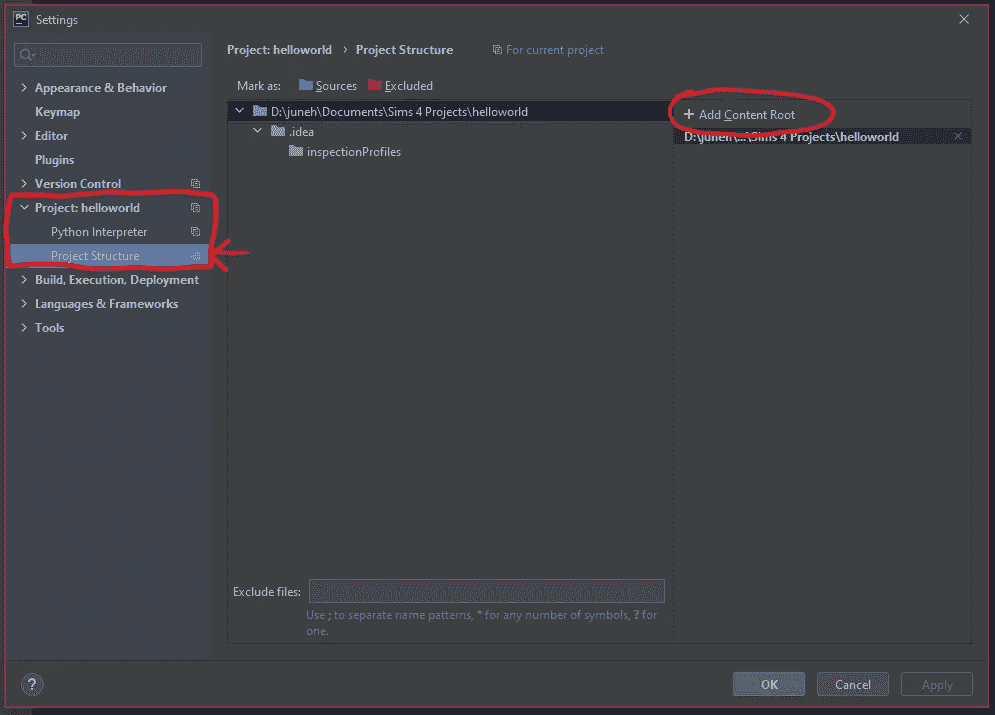 PC Settings
Project: helloworld › Project Structure For current project
Mark as: Sources Excluded
Appearance & Behavior
Keymap
Editor
Plugins
Version Control
Project: helloworld
Python Interpreter
Project Structure
Build, Execution, Deployment
Languages & Frameworks
Tools
D:\juneh\Documents\Sims 4 Projects\helloworld
.idea
inspectionProfiles
+ Add Content Root
D:\juneh\...\Sims 4 Projects\helloworld
Exclude files:
Use ; to separate name patterns, * for any number of symbols, ? for
one.
?
OK Cancel Apply